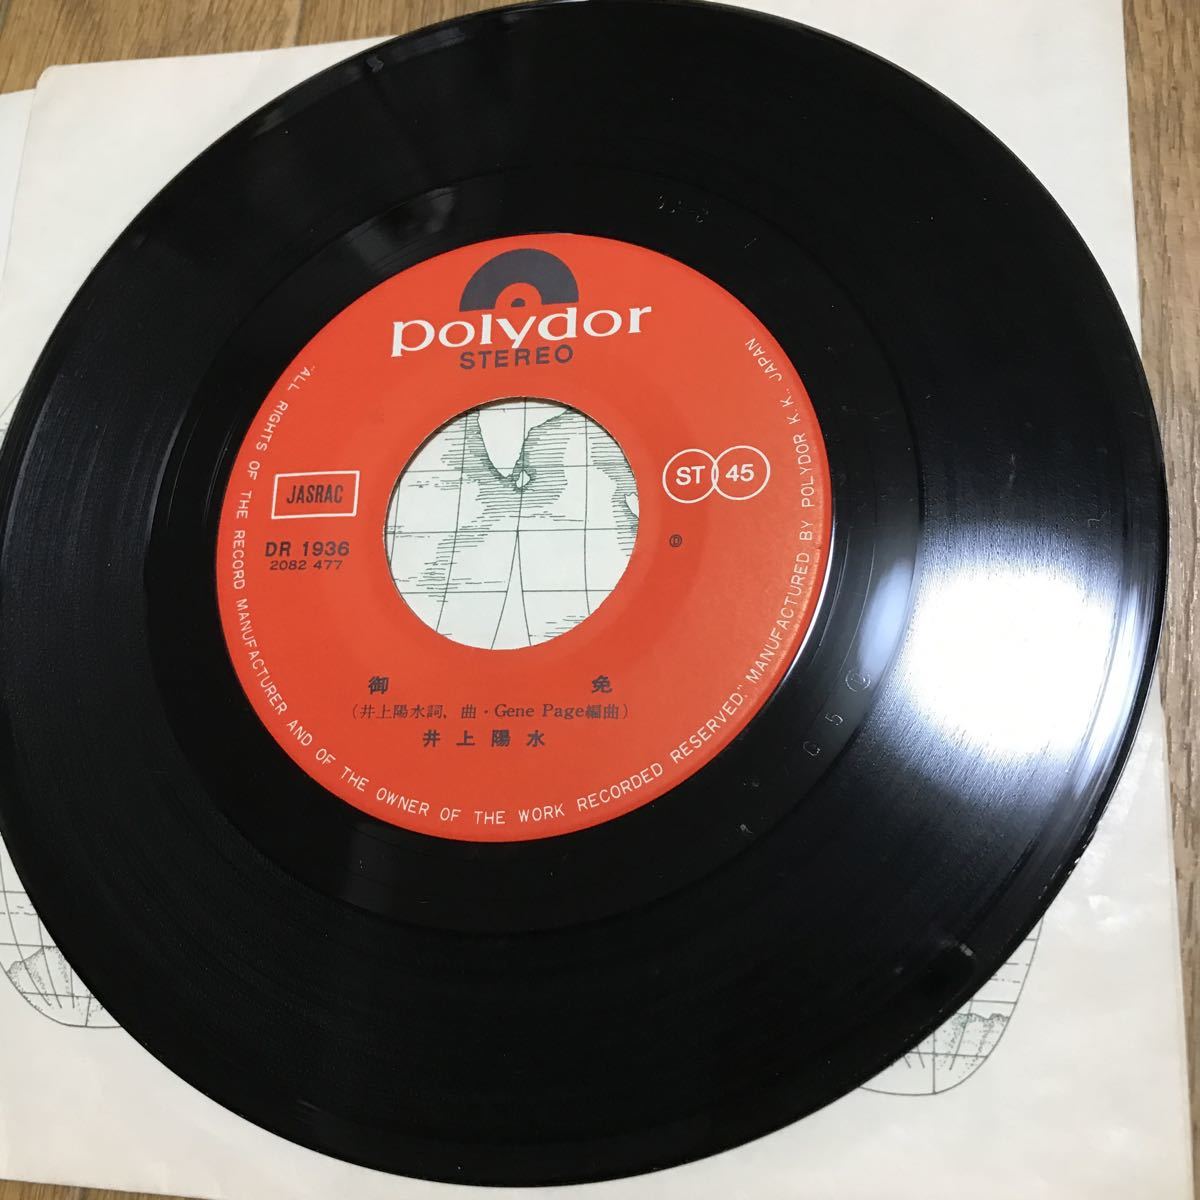 polydor
STEREO
JASRAC
DR 1936
2082 477
ST 45
Ⓟ
御 免
(井上陽水詞、曲・Gene Page編曲)
井上陽水
"ALL RIGHTS OF THE RECORD MANUFACTURER AND OF THE OWNER OF THE WORK RECORDED RESERVED." MANUFACTURED BY POLYDOR K. K., JAPAN